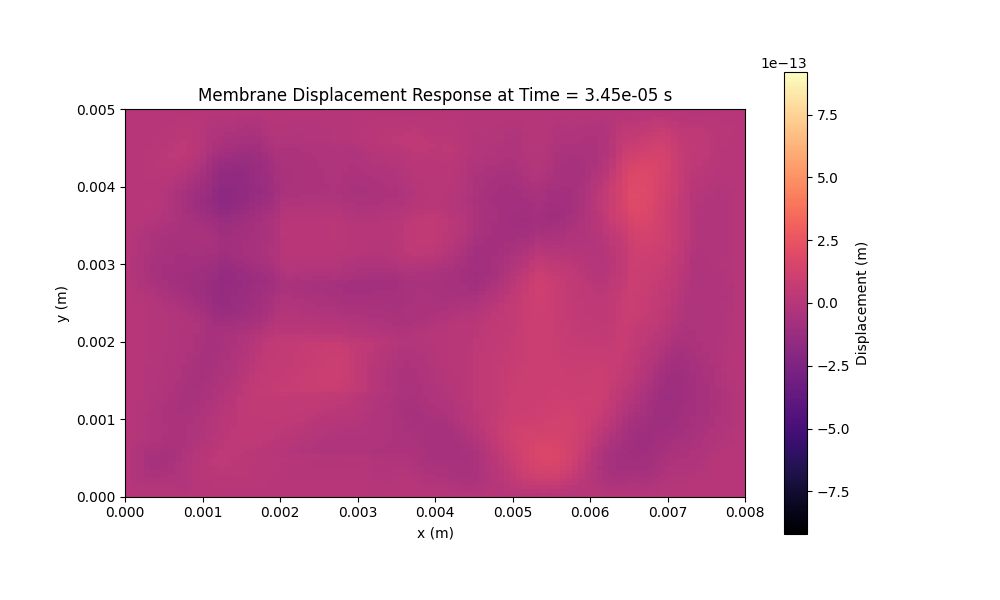 1e−13
Membrane Displacement Response at Time = 3.45e-05 s
0.005
0.004
0.003
0.002
0.001
0.000
y (m)
0.000 0.001 0.002 0.003 0.004 0.005 0.006 0.007 0.008
x (m)
7.5
5.0
2.5
0.0
−2.5
−5.0
−7.5
Displacement (m)